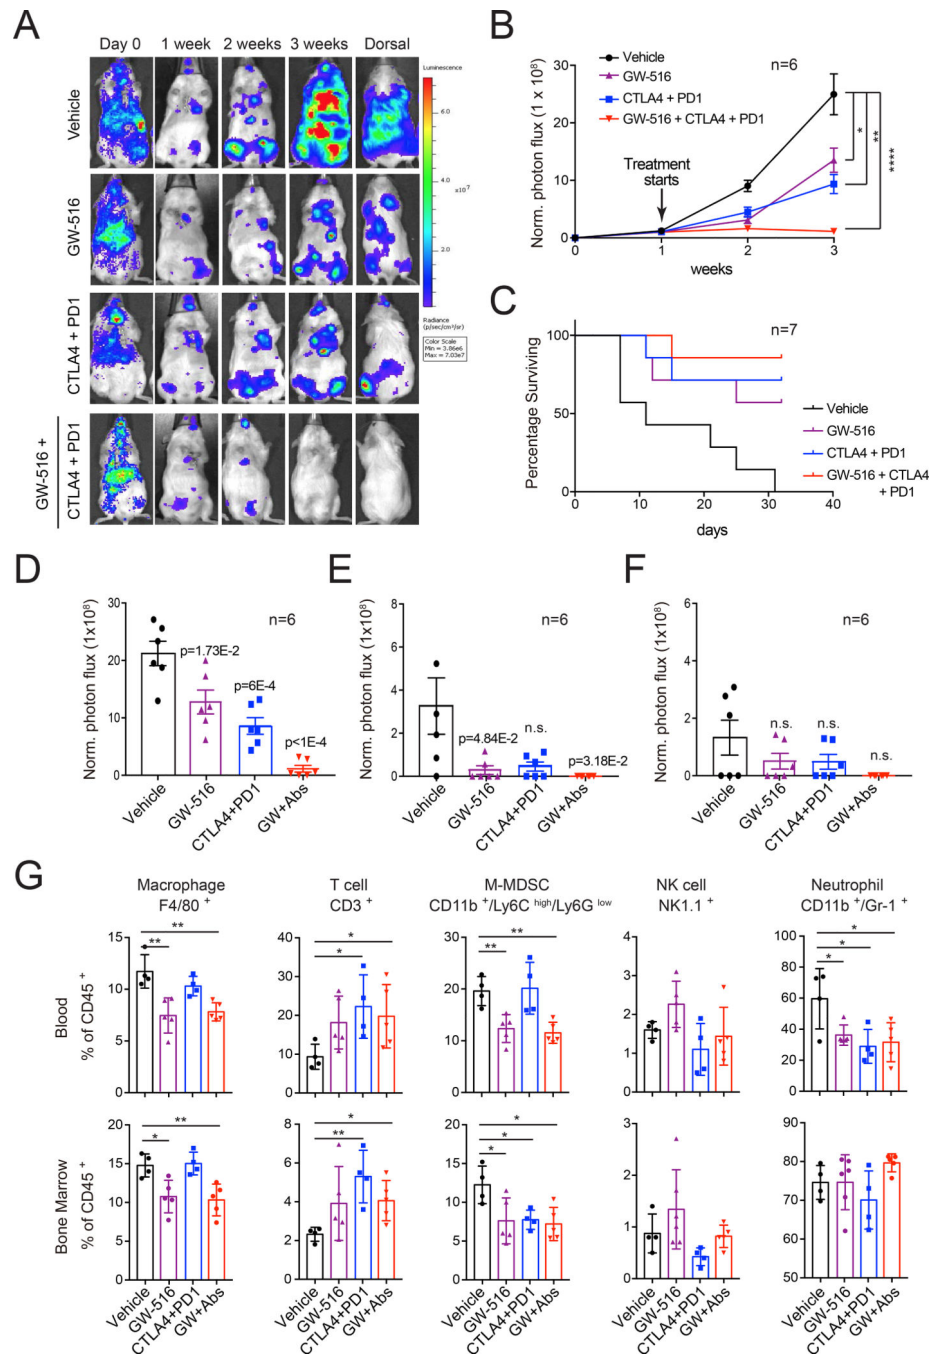 A
Day 0 1 week 2 weeks 3 weeks Dorsal
Vehicle
GW-516
CTLA4 + PD1
GW-516 +
CTLA4 + PD1
Luminescence
6.0
4.0
x10⁷
2.0
Radiance
(p/sec/cm²/sr)
Color Scale
Min = 3.86e6
Max = 7.03e7
B
Norm. photon flux (1 x 10⁸)
30
20
10
0
0 1 2 3
weeks
Vehicle
GW-516
CTLA4 + PD1
GW-516 + CTLA4 + PD1
n=6
Treatment
starts
*
**
****
C
Percentage Surviving
100
50
0
0 10 20 30 40
days
n=7
Vehicle
GW-516
CTLA4 + PD1
GW-516 + CTLA4
+ PD1
D
Norm. photon flux (1x10⁸)
30
20
10
0
n=6
p=1.73E-2
p=6E-4
p<1E-4
Vehicle GW-516 CTLA4+PD1 GW+Abs
E
Norm. photon flux (1x10⁸)
8
6
4
2
0
n=6
p=4.84E-2
n.s.
p=3.18E-2
Vehicle GW-516 CTLA4+PD1 GW+Abs
F
Norm. photon flux (1x10⁸)
6
4
2
0
n=6
n.s.
n.s.
n.s.
Vehicle GW-516 CTLA4+PD1 GW+Abs
G
Macrophage
F4/80 ⁺
T cell
CD3 ⁺
M-MDSC
CD11b ⁺/Ly6C ʰⁱᵍʰ/Ly6G ˡᵒʷ
NK cell
NK1.1 ⁺
Neutrophil
CD11b ⁺/Gr-1 ⁺
Blood
% of CD45 ⁺
15
10
5
0
**
**
40
30
20
10
0
*
*
30
20
10
0
**
**
4
3
2
1
0
100
80
60
40
20
0
*
*
*
Bone Marrow
% of CD45 ⁺
20
15
10
5
0
**
*
8
6
4
2
0
*
**
20
15
10
5
0
*
*
*
3
2
1
0
90
80
70
60
50
Vehicle GW-516 CTLA4+PD1 GW+Abs
Vehicle GW-516 CTLA4+PD1 GW+Abs
Vehicle GW-516 CTLA4+PD1 GW+Abs
Vehicle GW-516 CTLA4+PD1 GW+Abs
Vehicle GW-516 CTLA4+PD1 GW+Abs